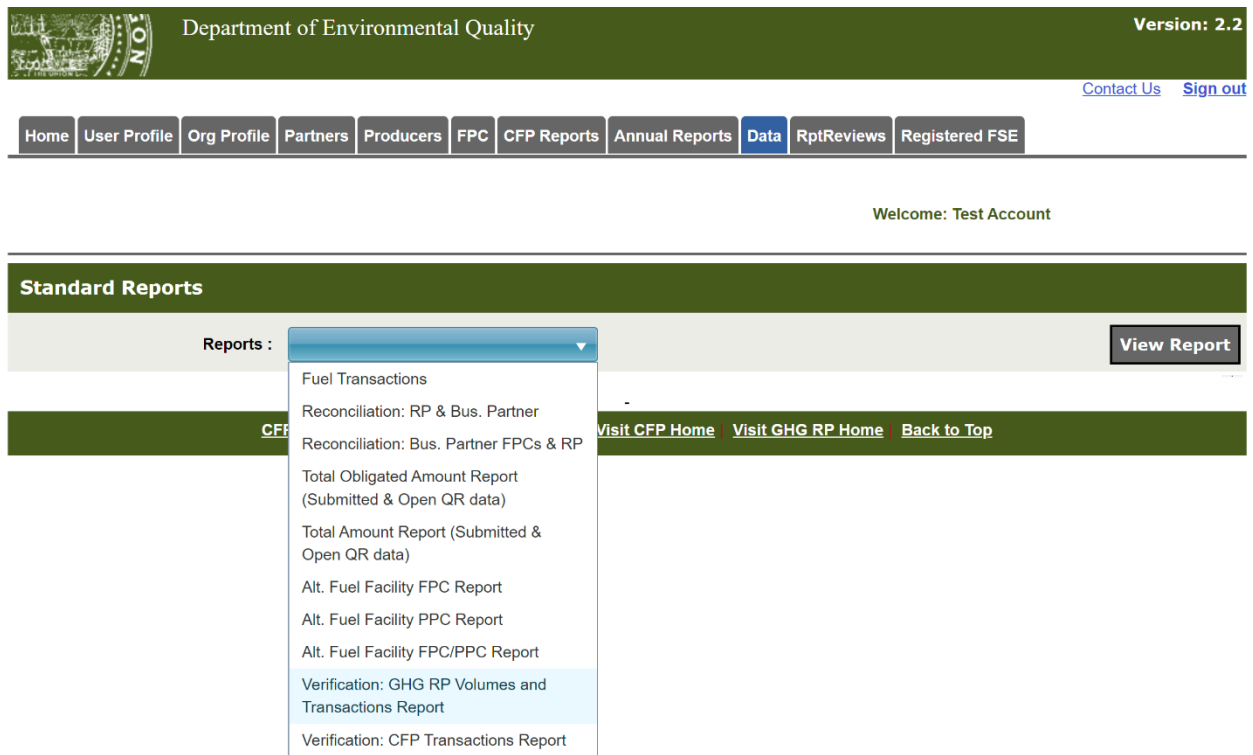 Department of Environmental Quality
Version: 2.2
Contact Us Sign out
Home User Profile Org Profile Partners Producers FPC CFP Reports Annual Reports Data RptReviews Registered FSE
Welcome: Test Account
Standard Reports
Reports :
View Report
Fuel Transactions
Reconciliation: RP & Bus. Partner
Reconciliation: Bus. Partner FPCs & RP
Total Obligated Amount Report
(Submitted & Open QR data)
Total Amount Report (Submitted &
Open QR data)
Alt. Fuel Facility FPC Report
Alt. Fuel Facility PPC Report
Alt. Fuel Facility FPC/PPC Report
Verification: GHG RP Volumes and
Transactions Report
Verification: CFP Transactions Report
Visit CFP Home | Visit GHG RP Home | Back to Top